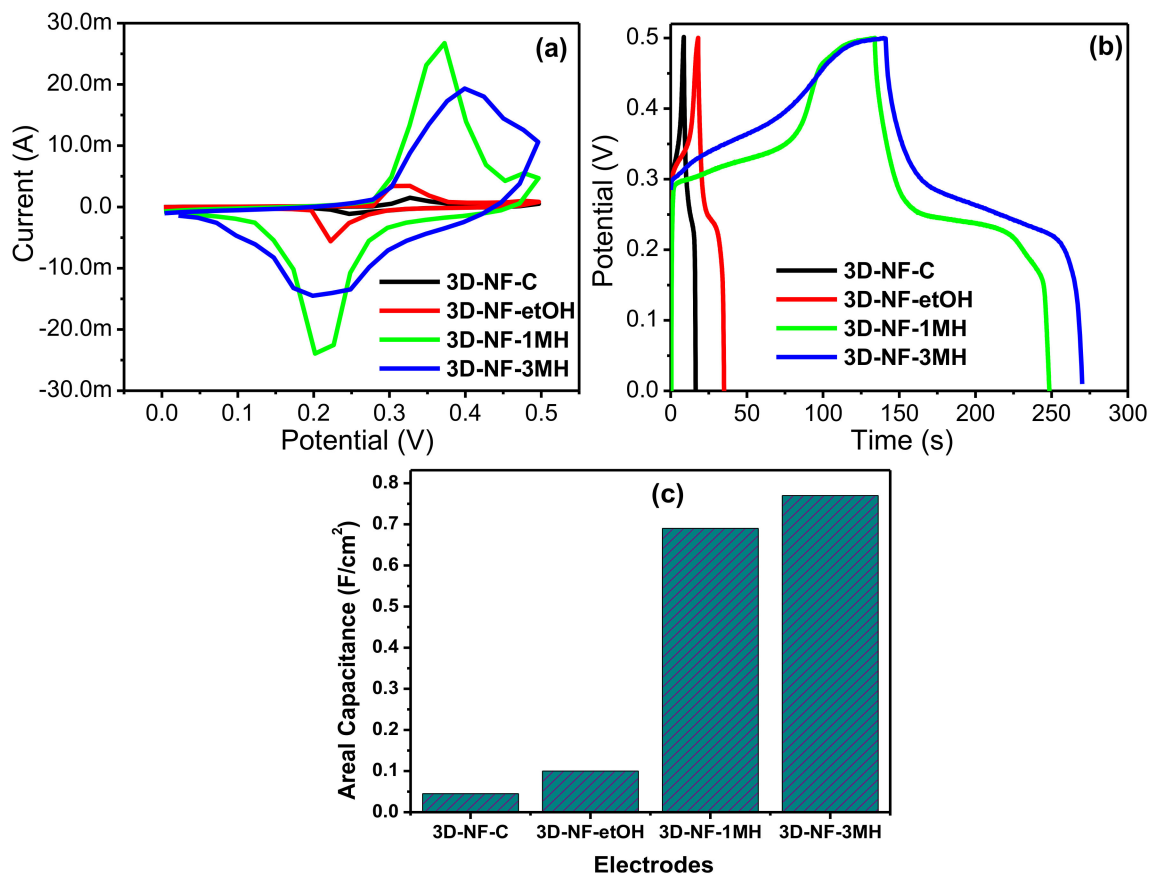 (a)
30.0m
20.0m
10.0m
0.0
-10.0m
-20.0m
-30.0m
Current (A)
3D-NF-C
3D-NF-etOH
3D-NF-1MH
3D-NF-3MH
0.0 0.1 0.2 0.3 0.4 0.5
Potential (V)
(b)
0.5
0.4
0.3
0.2
0.1
0.0
Potential (V)
3D-NF-C
3D-NF-etOH
3D-NF-1MH
3D-NF-3MH
0 50 100 150 200 250 300
Time (s)
(c)
0.8
0.7
0.6
0.5
0.4
0.3
0.2
0.1
0.0
Areal Capacitance (F/cm²)
3D-NF-C 3D-NF-etOH 3D-NF-1MH 3D-NF-3MH
Electrodes